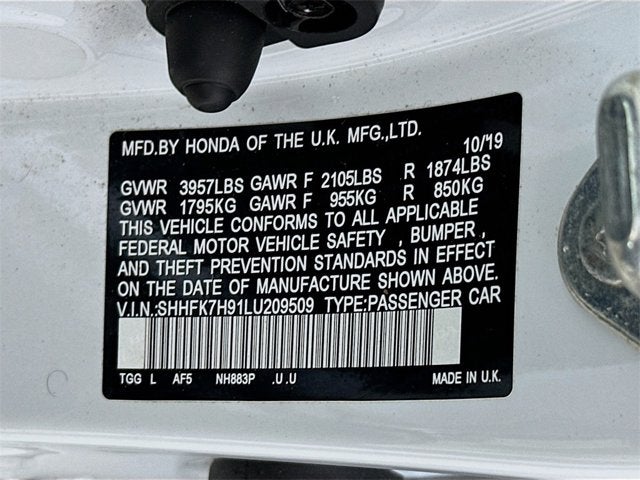 MFD.BY HONDA OF THE U.K. MFG.,LTD. 10/19
GVWR 3957LBS GAWR F 2105LBS R 1874LBS
GVWR 1795KG GAWR F 955KG R 850KG
THIS VEHICLE CONFORMS TO ALL APPLICABLE
FEDERAL MOTOR VEHICLE SAFETY , BUMPER ,
AND THEFT PREVENTION STANDARDS IN EFFECT
ON THE DATE OF MANUFACTURE SHOWN ABOVE.
V.I.N.:SHHFK7H91LU209509 TYPE:PASSENGER CAR
TGG L AF5 NH883P .U .U MADE IN U.K.